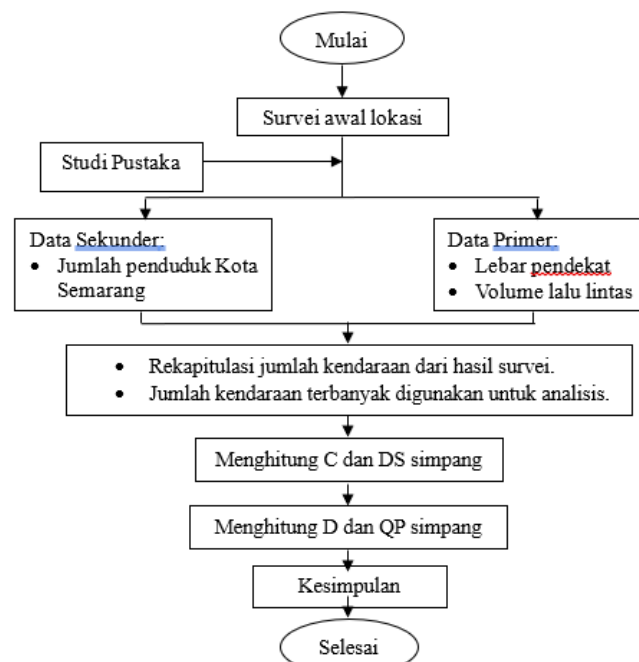 Mulai
Survei awal lokasi
Studi Pustaka
Data Sekunder:
• Jumlah penduduk Kota
Semarang
Data Primer:
• Lebar pendekat
• Volume lalu lintas
• Rekapitulasi jumlah kendaraan dari hasil survei.
• Jumlah kendaraan terbanyak digunakan untuk analisis.
Menghitung C dan DS simpang
Menghitung D dan QP simpang
Kesimpulan
Selesai